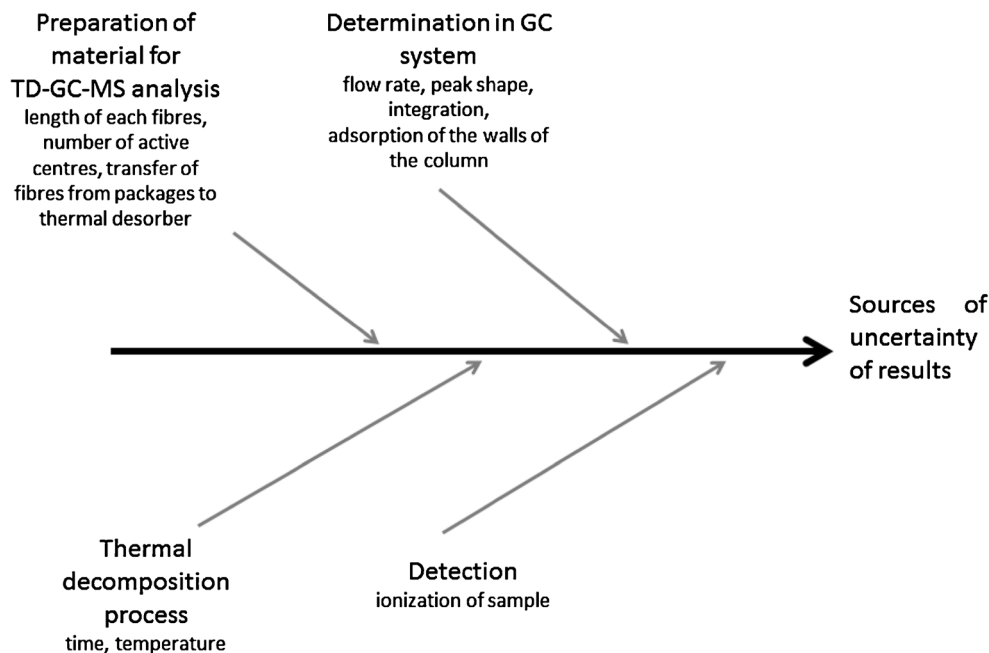 Preparation of
material for
TD-GC-MS analysis
length of each fibres,
number of active
centres, transfer of
fibres from packages to
thermal desorber
Determination in GC
system
flow rate, peak shape,
integration,
adsorption of the walls of
the column
Sources of
uncertainty
of results
Thermal
decomposition
process
time, temperature
Detection
ionization of sample